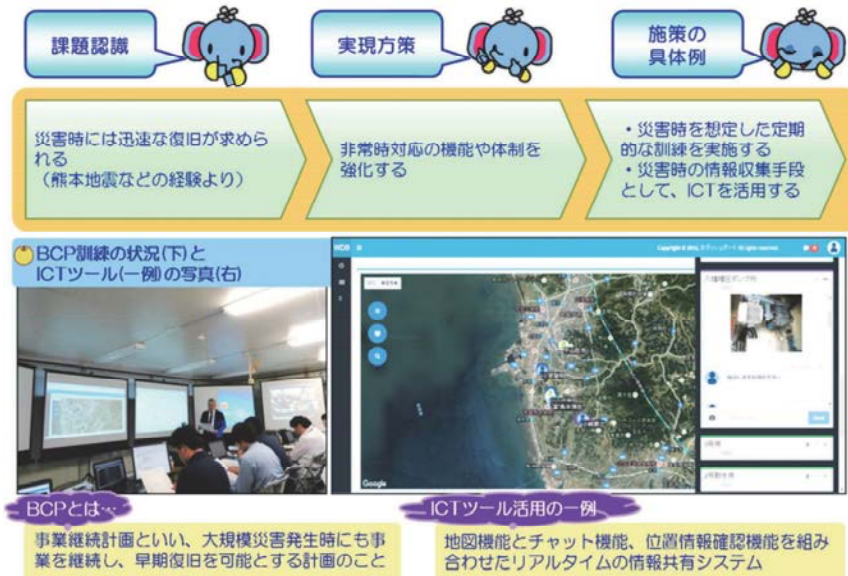 課題認識
実現方策
施策の
具体例
災害時には迅速な復旧が求めら
れる
（熊本地震などの経験より）
非常時対応の機能や体制を
強化する
・災害時を想定した定期
的な訓練を実施する
・災害時の情報収集手段
として、ICTを活用する
BCP訓練の状況(下)と
ICTツール(一例)の写真(右)
Google
BCPとは…
事業継続計画といい、大規模災害発生時にも事
業を継続し、早期復旧を可能とする計画のこと
ICTツール活用の一例
地図機能とチャット機能、位置情報確認機能を組み
合わせたリアルタイムの情報共有システム